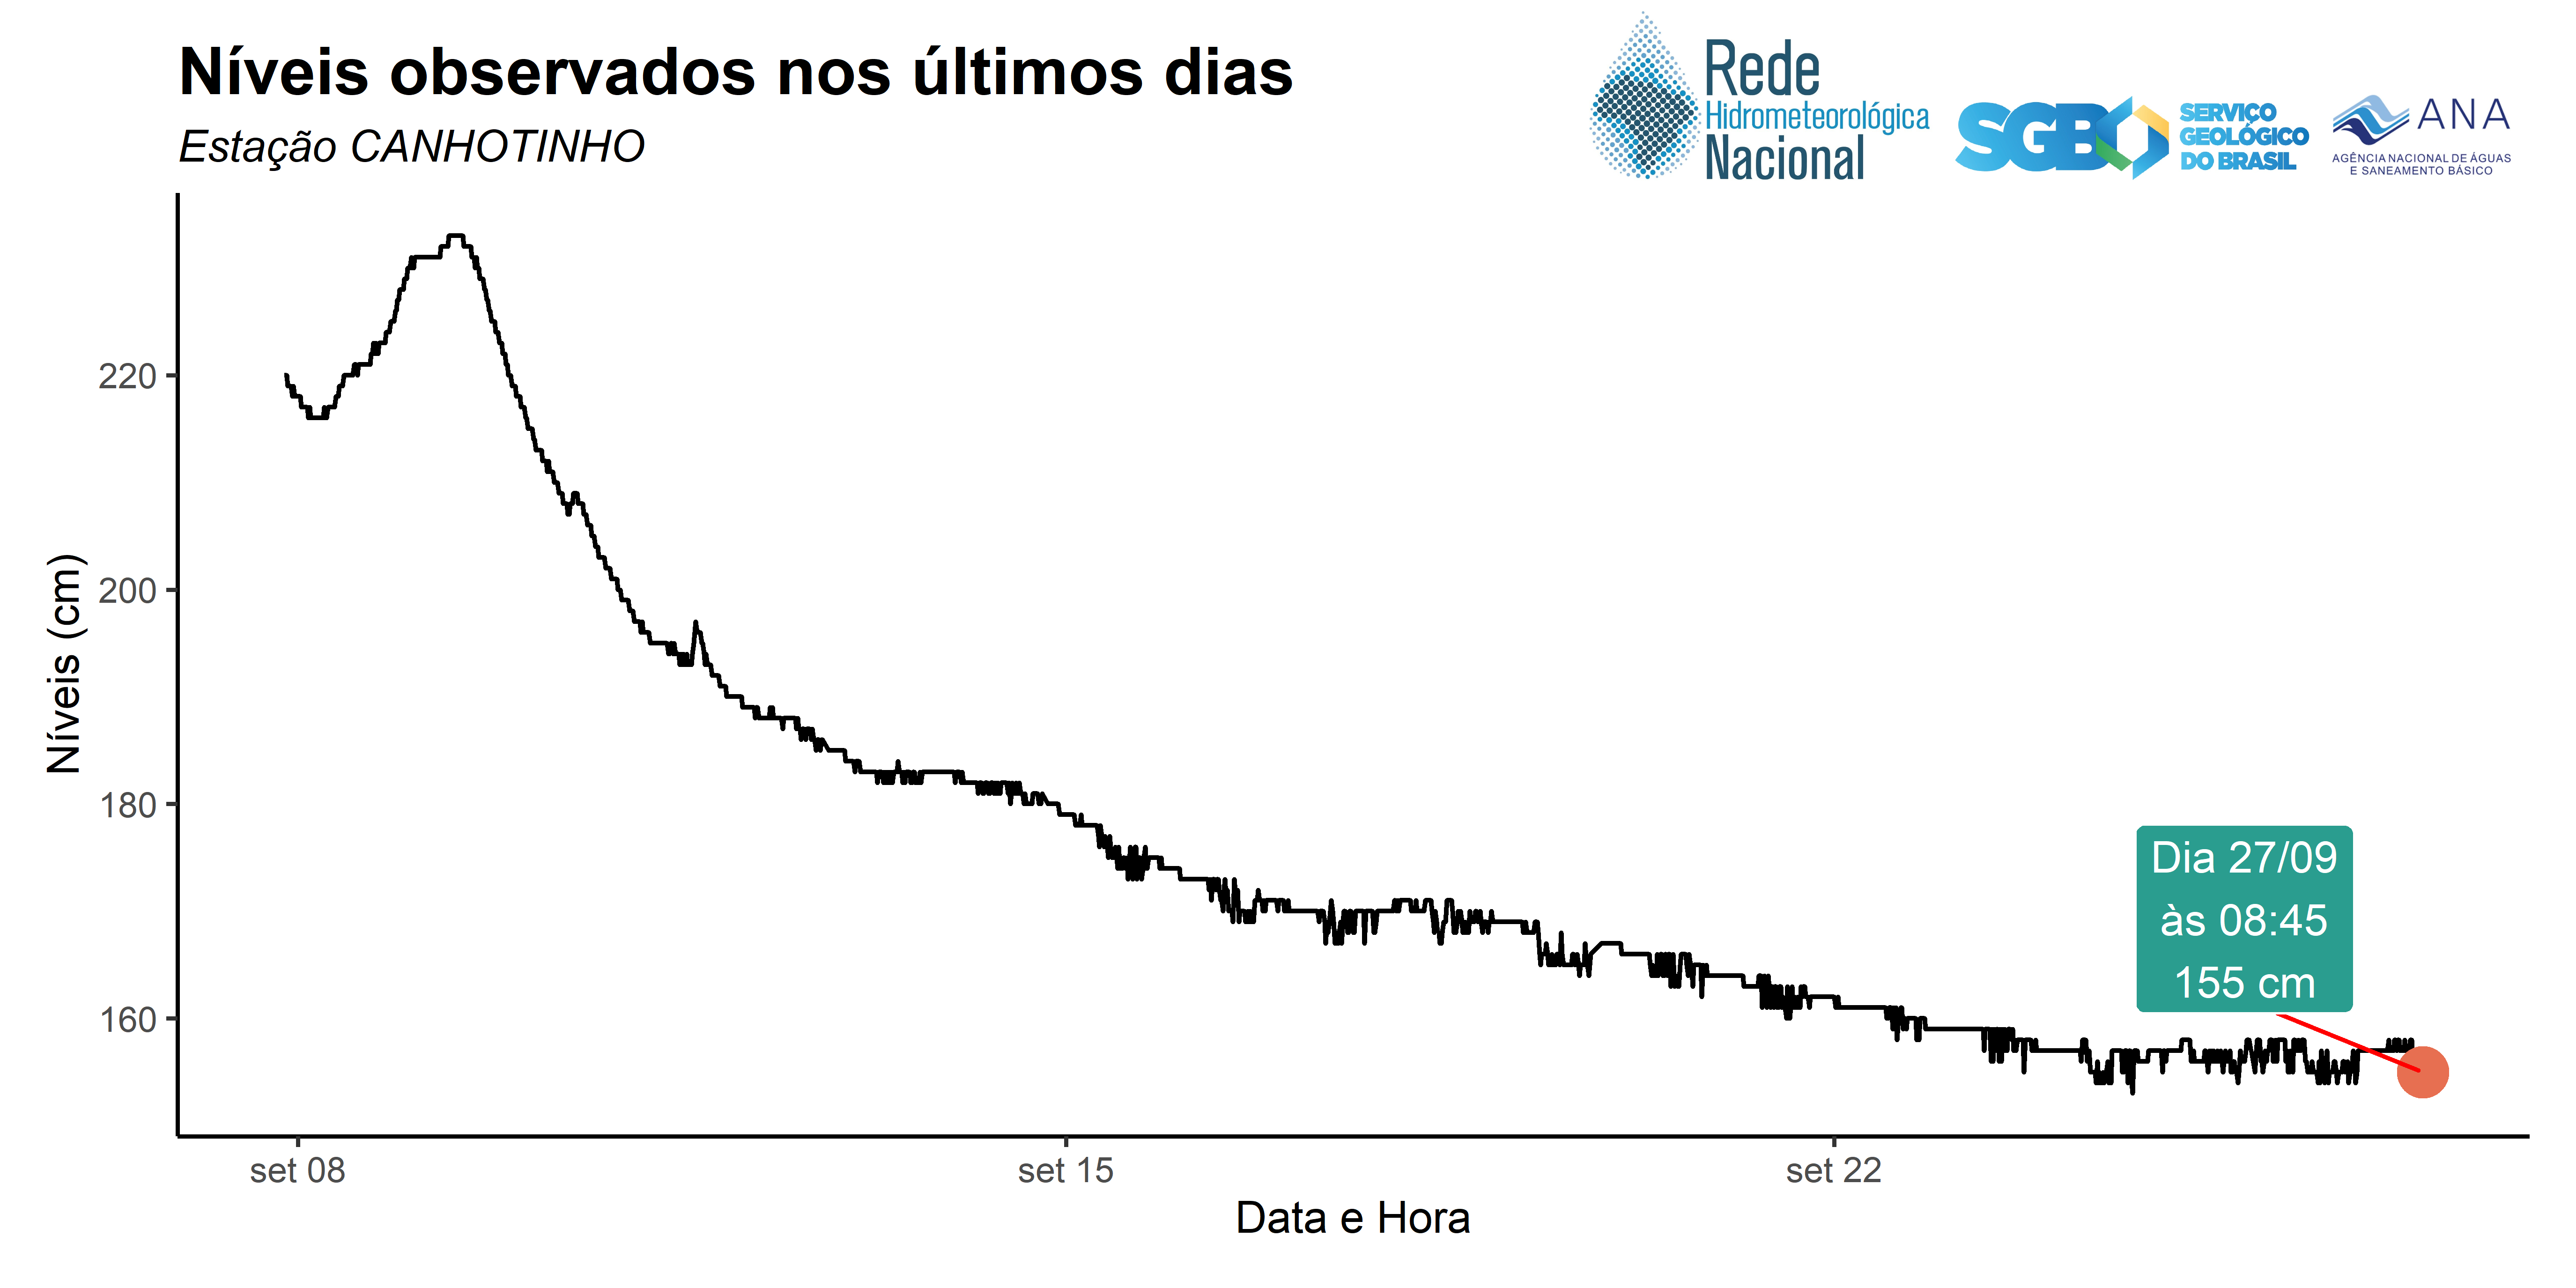 Níveis observados nos últimos dias
Estação CANHOTINHO
Rede
Hidrometeorológica
Nacional
SGB
SERVIÇO
GEOLÓGICO
DO BRASIL
ANA
AGÊNCIA NACIONAL DE ÁGUAS
E SANEAMENTO BÁSICO
Níveis (cm)
220
200
180
160
Dia 27/09
às 08:45
155 cm
set 08
set 15
set 22
Data e Hora